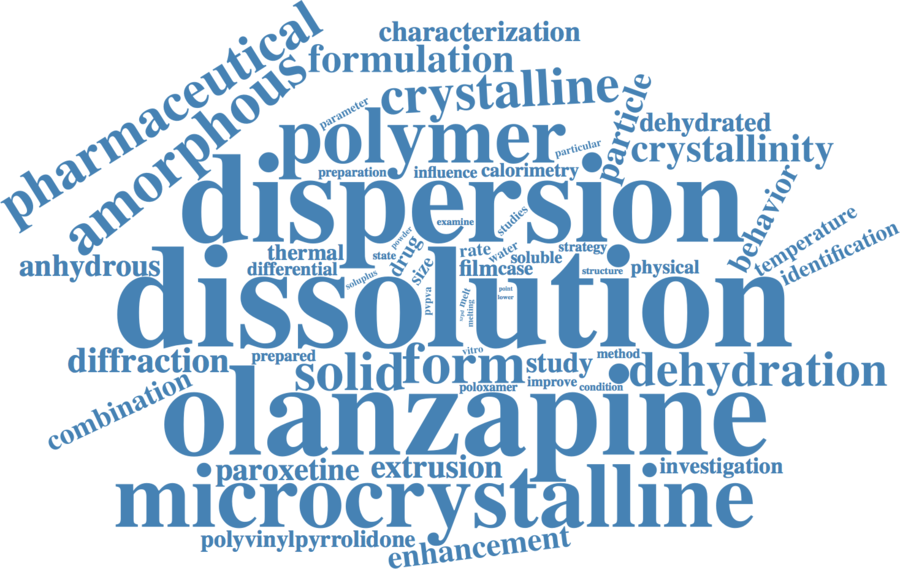 characterization
pharmaceutical
formulation
crystalline
amorphous
parameter
particle
polymer
dehydrated
particular
crystallinity
preparation
influence
calorimetry
dispersion
behavior
examine
studies
temperature
identification
powder
thermal
state
drug
rate
water
soluble
strategy
anhydrous
differential
soluplus
size
filmcase
structure
physical
dissolution
pvpva
melt
melting
point
lower
diffraction
prepared
vitro
solid
form
study
method
dehydration
combination
poloxamer
improve
condition
olanzapine
paroxetine
extrusion
investigation
microcrystalline
polyvinylpyrrolidone
enhancement